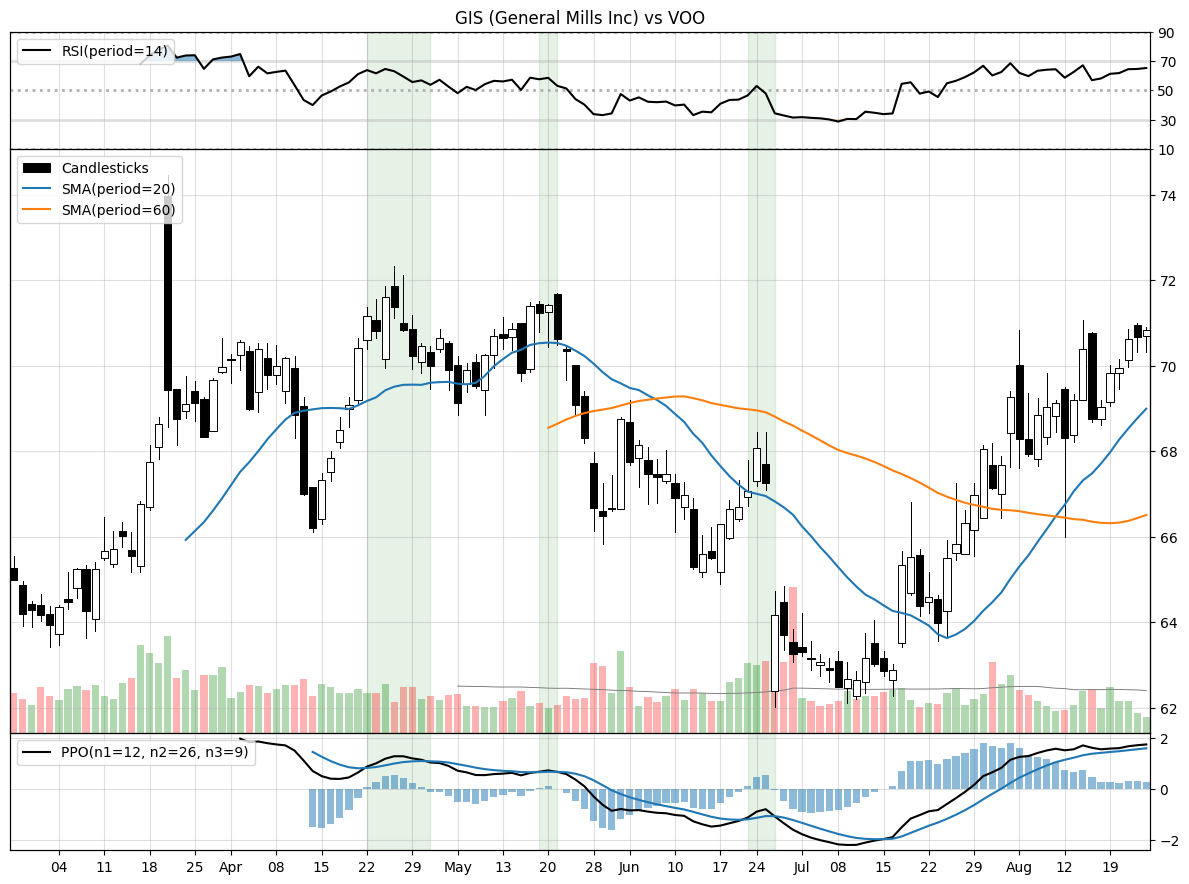 GIS (General Mills Inc) vs VOO
RSI(period=14)
90
70
50
30
10
Candlesticks
SMA(period=20)
SMA(period=60)
74
72
70
68
66
64
62
PPO(n1=12, n2=26, n3=9)
2
0
−2
04 11 18 25 Apr 08 15 22 29 May 13 20 28 Jun 10 17 24 Jul 08 15 22 29 Aug 12 19